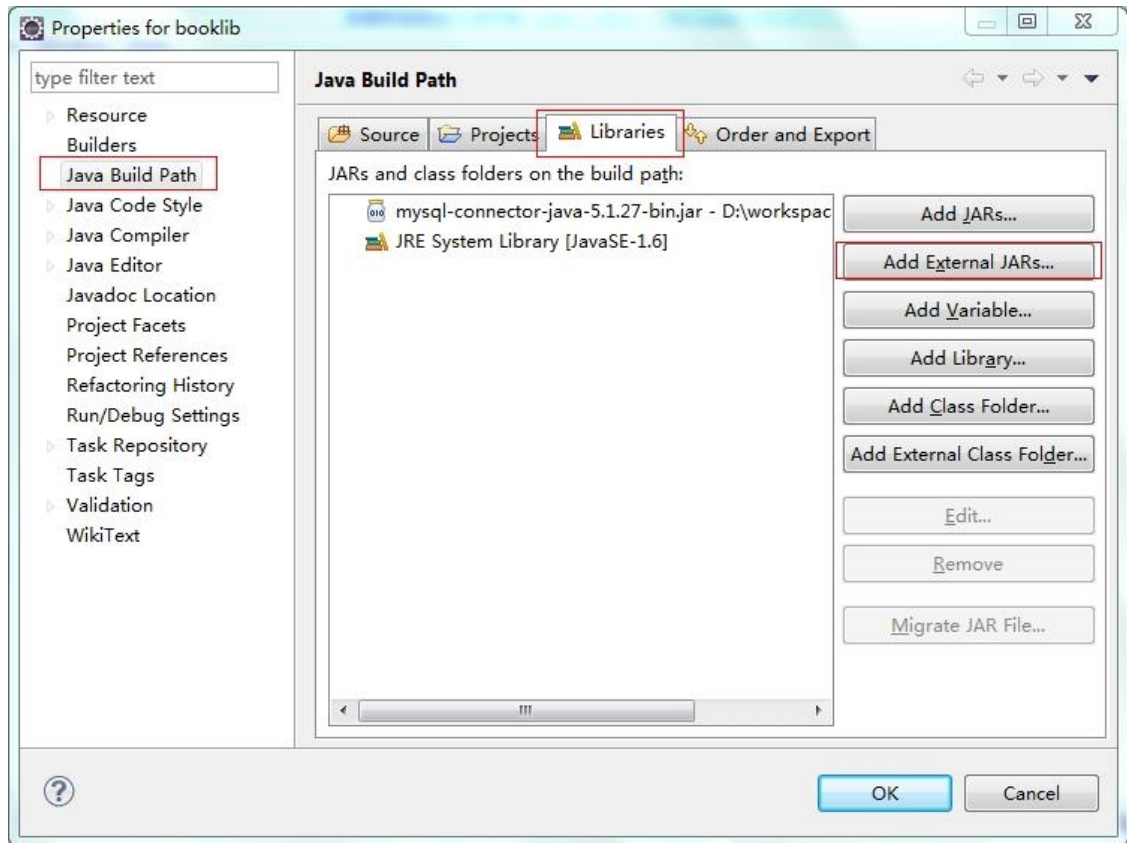 Properties for booklib
type filter text
Resource
Builders
Java Build Path
Java Code Style
Java Compiler
Java Editor
Javadoc Location
Project Facets
Project References
Refactoring History
Run/Debug Settings
Task Repository
Task Tags
Validation
WikiText
Java Build Path
Source
Projects
Libraries
Order and Export
JARs and class folders on the build path:
mysql-connector-java-5.1.27-bin.jar - D:\workspac
JRE System Library [JavaSE-1.6]
Add JARs...
Add External JARs...
Add Variable...
Add Library...
Add Class Folder...
Add External Class Folder...
Edit...
Remove
Migrate JAR File...
OK
Cancel